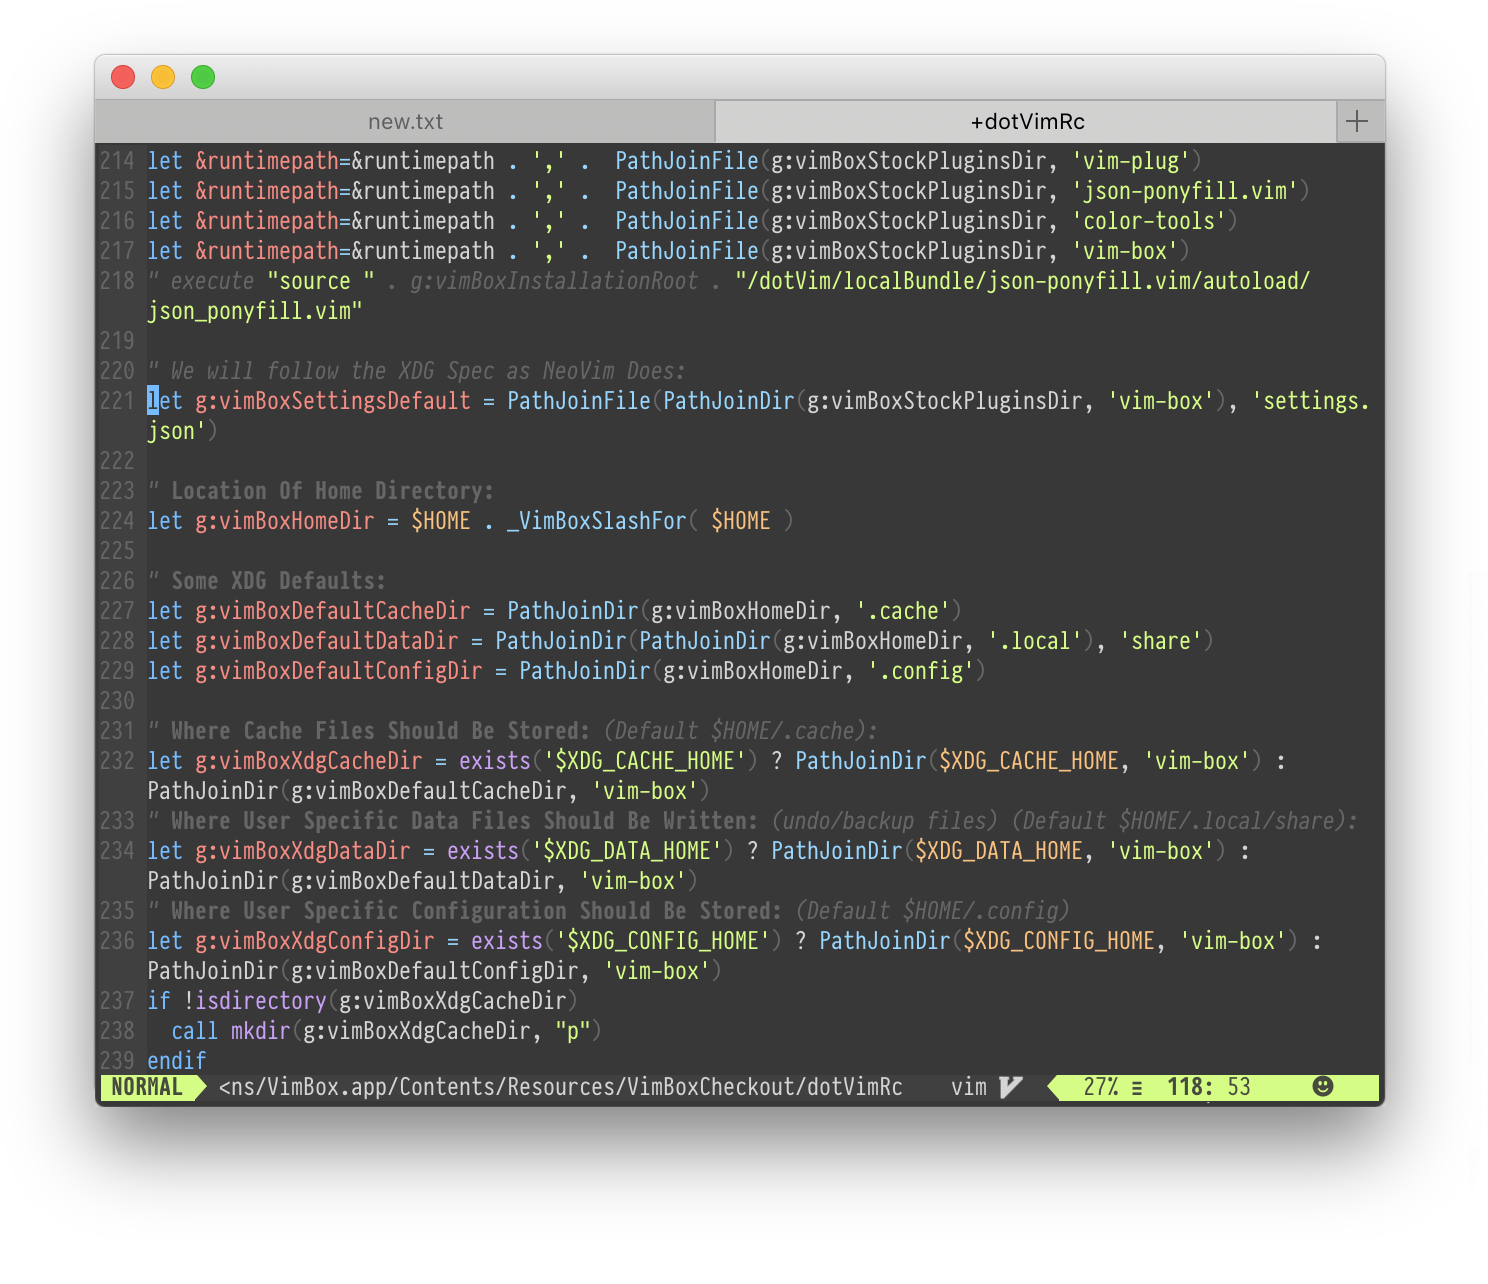 new.txt
+dotVimRc
214 let &runtimepath=&runtimepath . ',' .  PathJoinFile(g:vimBoxStockPluginsDir, 'vim-plug')
215 let &runtimepath=&runtimepath . ',' .  PathJoinFile(g:vimBoxStockPluginsDir, 'json-ponyfill.vim')
216 let &runtimepath=&runtimepath . ',' .  PathJoinFile(g:vimBoxStockPluginsDir, 'color-tools')
217 let &runtimepath=&runtimepath . ',' .  PathJoinFile(g:vimBoxStockPluginsDir, 'vim-box')
218 " execute "source " . g:vimBoxInstallationRoot . "/dotVim/localBundle/json-ponyfill.vim/autoload/
json_ponyfill.vim"
219
220 " We will follow the XDG Spec as NeoVim Does:
221 let g:vimBoxSettingsDefault = PathJoinFile(PathJoinDir(g:vimBoxStockPluginsDir, 'vim-box'), 'settings.
json')
222
223 " Location Of Home Directory:
224 let g:vimBoxHomeDir = $HOME . _VimBoxSlashFor( $HOME )
225
226 " Some XDG Defaults:
227 let g:vimBoxDefaultCacheDir = PathJoinDir(g:vimBoxHomeDir, '.cache')
228 let g:vimBoxDefaultDataDir = PathJoinDir(PathJoinDir(g:vimBoxHomeDir, '.local'), 'share')
229 let g:vimBoxDefaultConfigDir = PathJoinDir(g:vimBoxHomeDir, '.config')
230
231 " Where Cache Files Should Be Stored: (Default $HOME/.cache):
232 let g:vimBoxXdgCacheDir = exists('$XDG_CACHE_HOME') ? PathJoinDir($XDG_CACHE_HOME, 'vim-box') :
PathJoinDir(g:vimBoxDefaultCacheDir, 'vim-box')
233 " Where User Specific Data Files Should Be Written: (undo/backup files) (Default $HOME/.local/share):
234 let g:vimBoxXdgDataDir = exists('$XDG_DATA_HOME') ? PathJoinDir($XDG_DATA_HOME, 'vim-box') :
PathJoinDir(g:vimBoxDefaultDataDir, 'vim-box')
235 " Where User Specific Configuration Should Be Stored: (Default $HOME/.config)
236 let g:vimBoxXdgConfigDir = exists('$XDG_CONFIG_HOME') ? PathJoinDir($XDG_CONFIG_HOME, 'vim-box') :
PathJoinDir(g:vimBoxDefaultConfigDir, 'vim-box')
237 if !isdirectory(g:vimBoxXdgCacheDir)
238   call mkdir(g:vimBoxXdgCacheDir, "p")
239 endif
NORMAL <ns/VimBox.app/Contents/Resources/VimBoxCheckout/dotVimRc vim 27% ≡ 118: 53 ☻